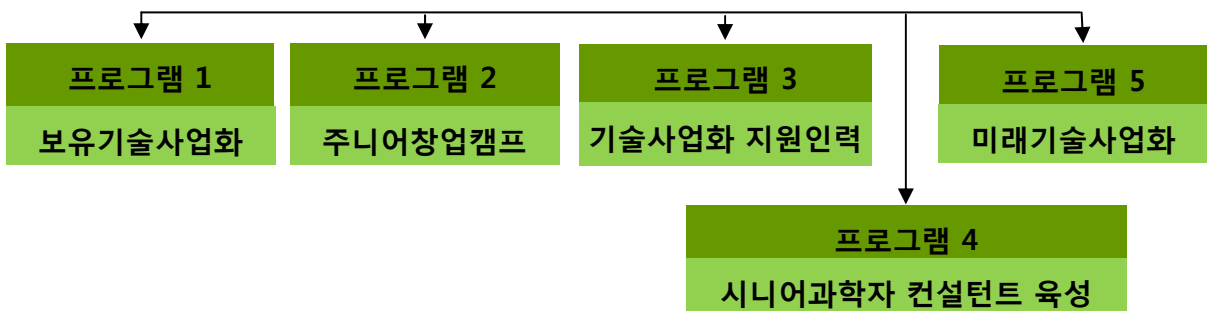 프로그램 1
보유기술사업화
프로그램 2
주니어창업캠프
프로그램 3
기술사업화 지원인력
프로그램 5
미래기술사업화
프로그램 4
시니어과학자 컨설턴트 육성